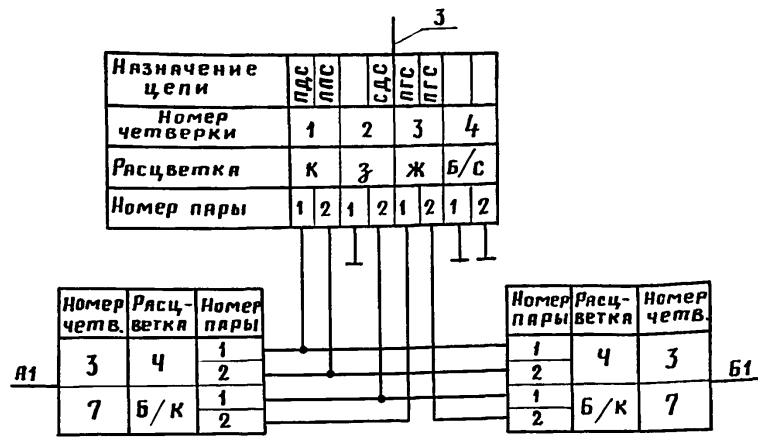 3
Назначение цепи ПДС ЛПС СДС ПГС ПГС
Номер четверки 1 2 3 4
Расцветка К З Ж Б/С
Номер пары 1 2 1 2 1 2 1 2
Номер четв. Расцветка Номер пары
3 Ч 1
2
7 Б/К 1
2
А1
Номер пары Расцветка Номер четв.
1 Ч 3
2
1 Б/К 7
2
Б1